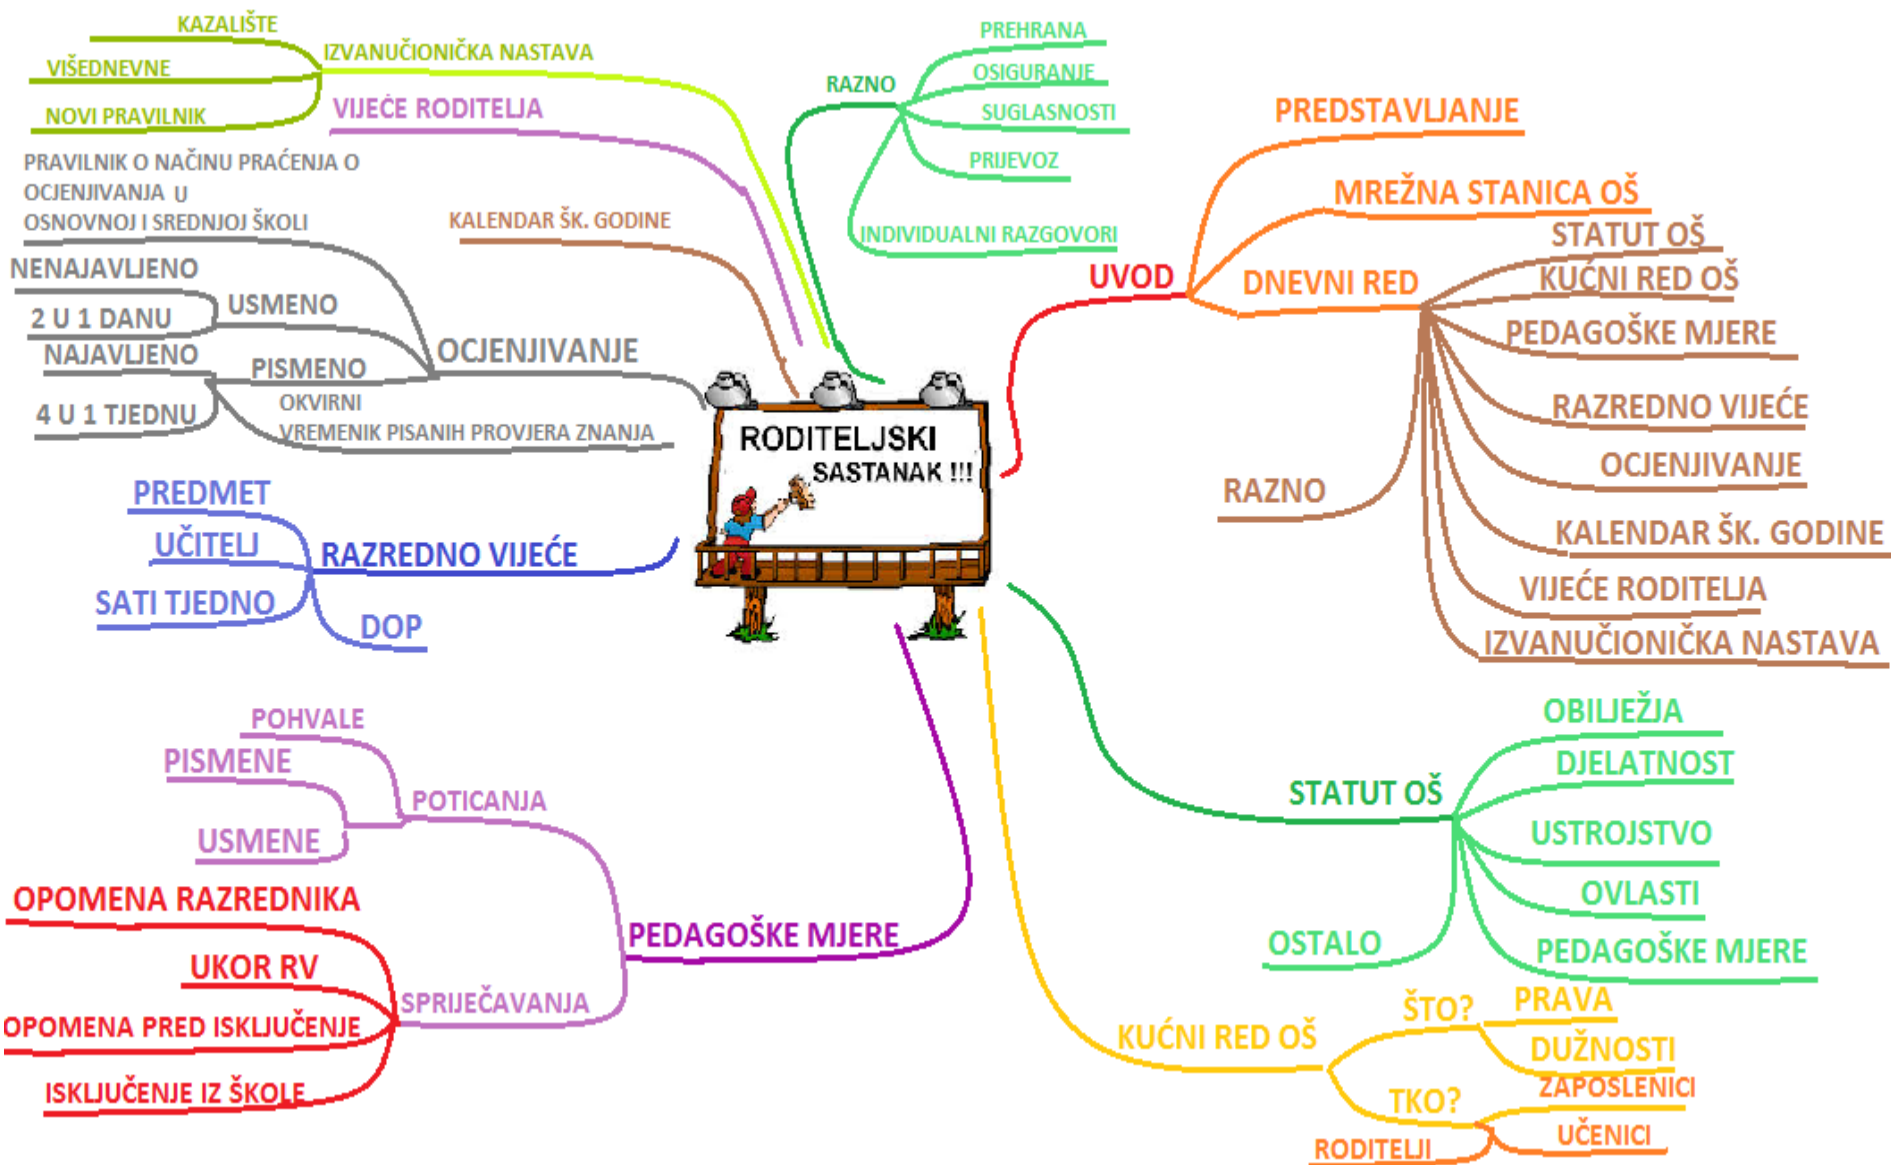 RODITELJSKI
SASTANAK !!!
UVOD
PREDSTAVLJANJE
MREŽNA STANICA OŠ
DNEVNI RED
STATUT OŠ
KUĆNI RED OŠ
PEDAGOŠKE MJERE
RAZREDNO VIJEĆE
OCJENJIVANJE
KALENDAR ŠK. GODINE
VIJEĆE RODITELJA
IZVANUČIONIČKA NASTAVA
RAZNO
STATUT OŠ
OBILJEŽJA
DJELATNOST
USTROJSTVO
OVLASTI
PEDAGOŠKE MJERE
OSTALO
KUĆNI RED OŠ
ŠTO?
PRAVA
DUŽNOSTI
TKO?
ZAPOSLENICI
UČENICI
RODITELJI
PEDAGOŠKE MJERE
POTICANJA
POHVALE
PISMENE
USMENE
SPRIJEČAVANJA
OPOMENA RAZREDNIKA
UKOR RV
OPOMENA PRED ISKLJUČENJE
ISKLJUČENJE IZ ŠKOLE
RAZREDNO VIJEĆE
PREDMET
UČITELJ
SATI TJEDNO
DOP
OCJENJIVANJE
PRAVILNIK O NAČINU PRAĆENJA O
OCJENJIVANJA U
OSNOVNOJ I SREDNJOJ ŠKOLI
USMENO
NENAJAVLJENO
2 U 1 DANU
PISMENO
NAJAVLJENO
4 U 1 TJEDNU
OKVIRNI
VREMENIK PISANIH PROVJERA ZNANJA
KALENDAR ŠK. GODINE
VIJEĆE RODITELJA
IZVANUČIONIČKA NASTAVA
KAZALIŠTE
VIŠEDNEVNE
NOVI PRAVILNIK
RAZNO
PREHRANA
OSIGURANJE
SUGLASNOSTI
PRIJEVOZ
INDIVIDUALNI RAZGOVORI